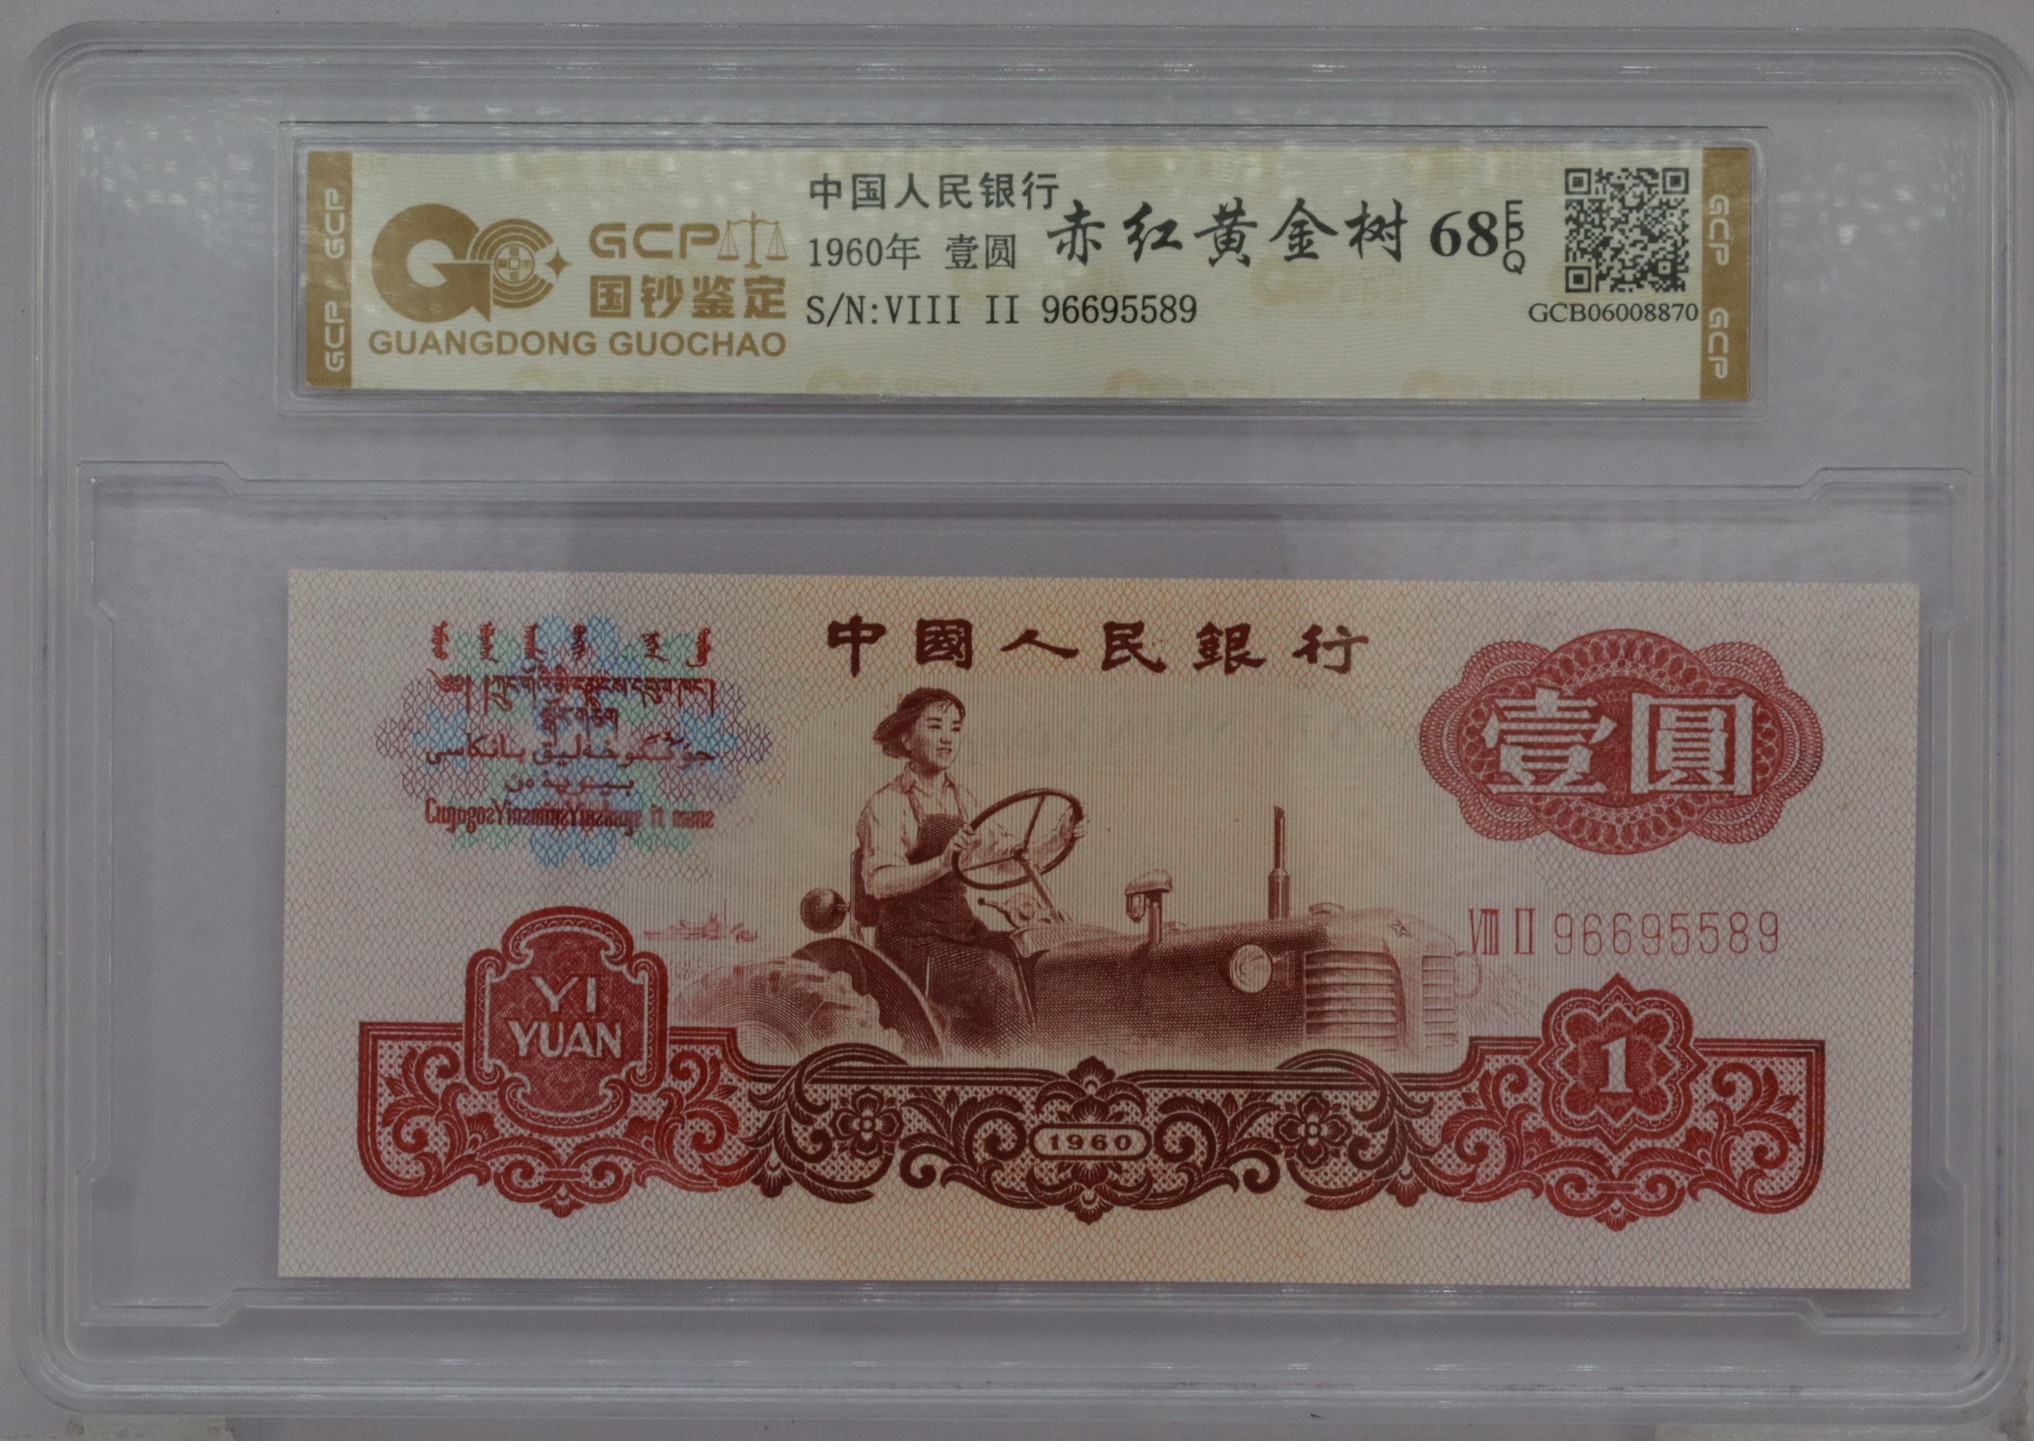 GCP GCP
GCP
国钞鉴定
GUANGDONG GUOCHAO
中国人民银行
1960年 壹圆
S/N:VIII II 96695589
赤红黄金树 68 EPQ
GCB06008870
GCP GCP
中國人民銀行
壹圓
VIII II 96695589
YI
YUAN
1960
1